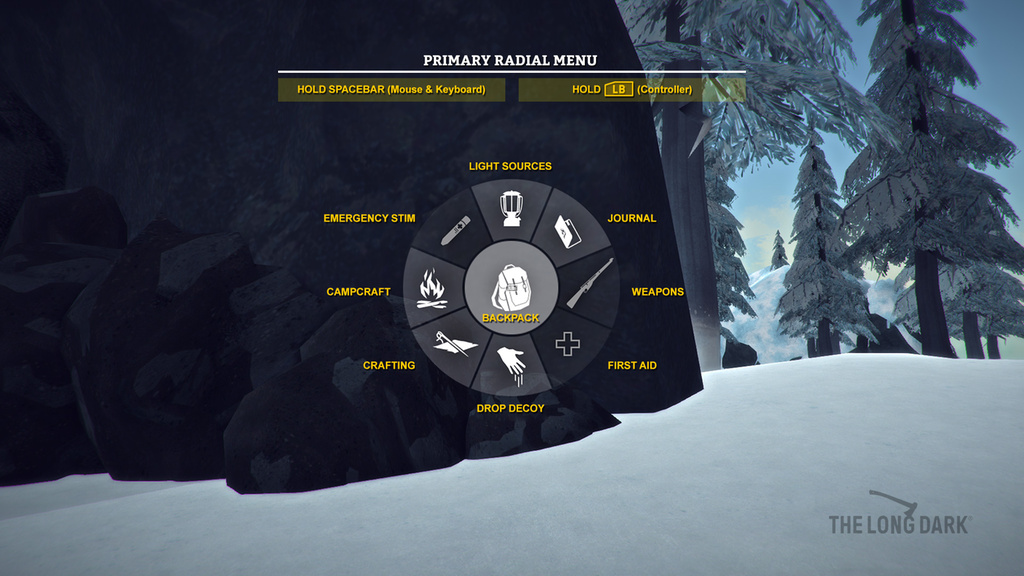 PRIMARY RADIAL MENU
HOLD SPACEBAR (Mouse & Keyboard)
HOLD LB (Controller)
LIGHT SOURCES
EMERGENCY STIM
JOURNAL
CAMPCRAFT
WEAPONS
BACKPACK
CRAFTING
FIRST AID
DROP DECOY
THE LONG DARK